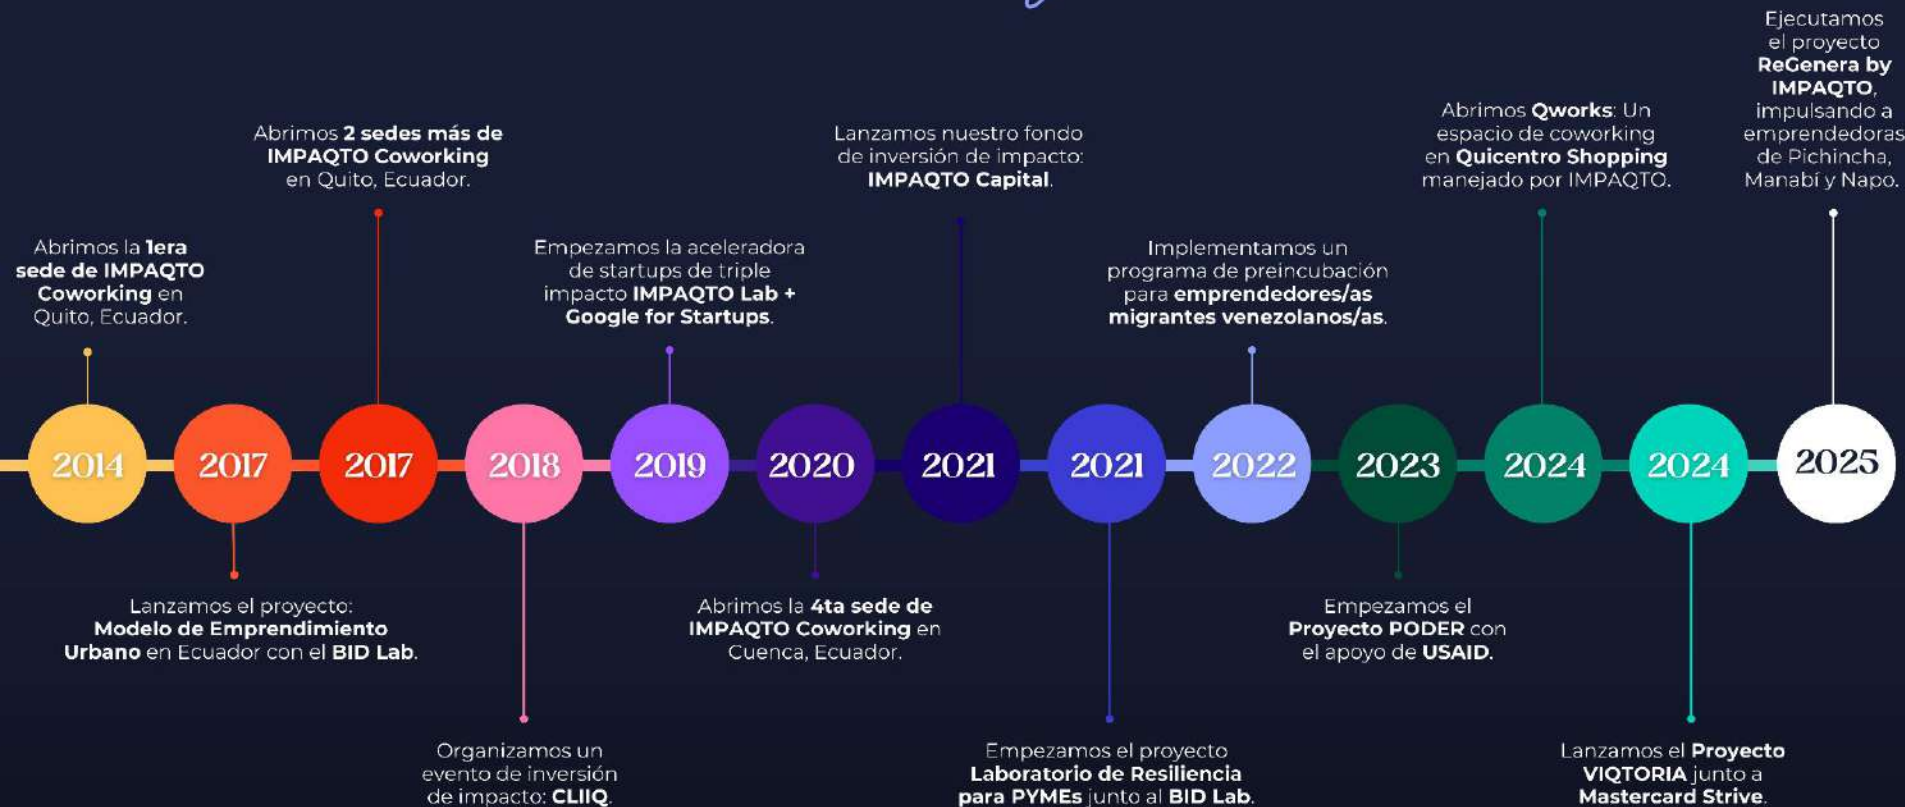 Abrimos la 1era
sede de IMPAQTO
Coworking en
Quito, Ecuador.
2014
2017
Lanzamos el proyecto:
Modelo de Emprendimiento
Urbano en Ecuador con el BID Lab.
Abrimos 2 sedes más de
IMPAQTO Coworking
en Quito, Ecuador.
2017
2018
Organizamos un
evento de inversión
de impacto: CLIIQ.
Empezamos la aceleradora
de startups de triple
impacto IMPAQTO Lab +
Google for Startups.
2019
2020
Abrimos la 4ta sede de
IMPAQTO Coworking en
Cuenca, Ecuador.
Lanzamos nuestro fondo
de inversión de impacto:
IMPAQTO Capital.
2021
2021
Empezamos el proyecto
Laboratorio de Resiliencia
para PYMEs junto al BID Lab.
Implementamos un
programa de preincubación
para emprendedores/as
migrantes venezolanos/as.
2022
2023
Empezamos el
Proyecto PODER con
el apoyo de USAID.
Abrimos Qworks: Un
espacio de coworking
en Quicentro Shopping
manejado por IMPAQTO.
2024
2024
Lanzamos el Proyecto
VIQTORIA junto a
Mastercard Strive.
Ejecutamos
el proyecto
ReGenera by
IMPAQTO,
impulsando a
emprendedoras
de Pichincha,
Manabí y Napo.
2025